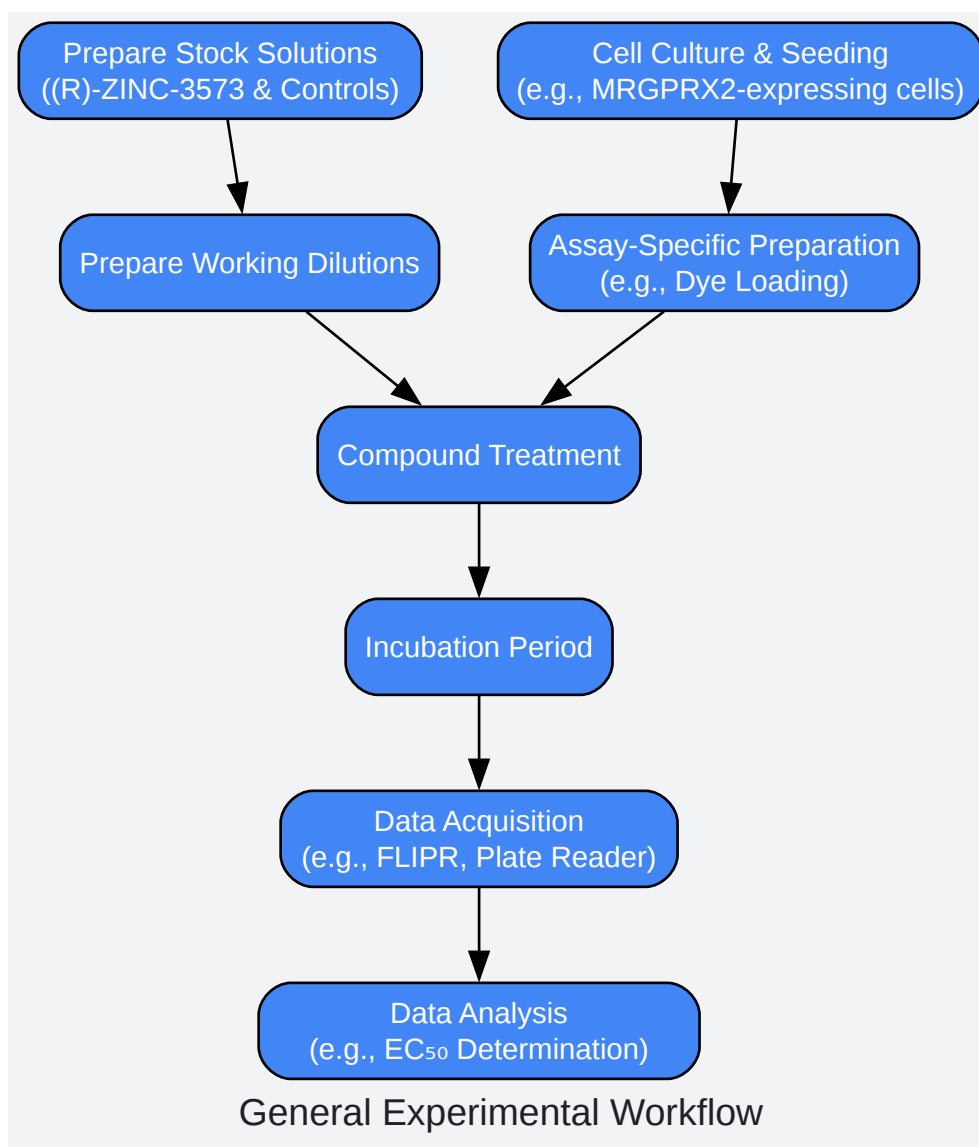 Prepare Stock Solutions
((R)-ZINC-3573 & Controls)
Cell Culture & Seeding
(e.g., MRGPRX2-expressing cells)
Prepare Working Dilutions
Assay-Specific Preparation
(e.g., Dye Loading)
Compound Treatment
Incubation Period
Data Acquisition
(e.g., FLIPR, Plate Reader)
Data Analysis
(e.g., EC₅₀ Determination)
General Experimental Workflow